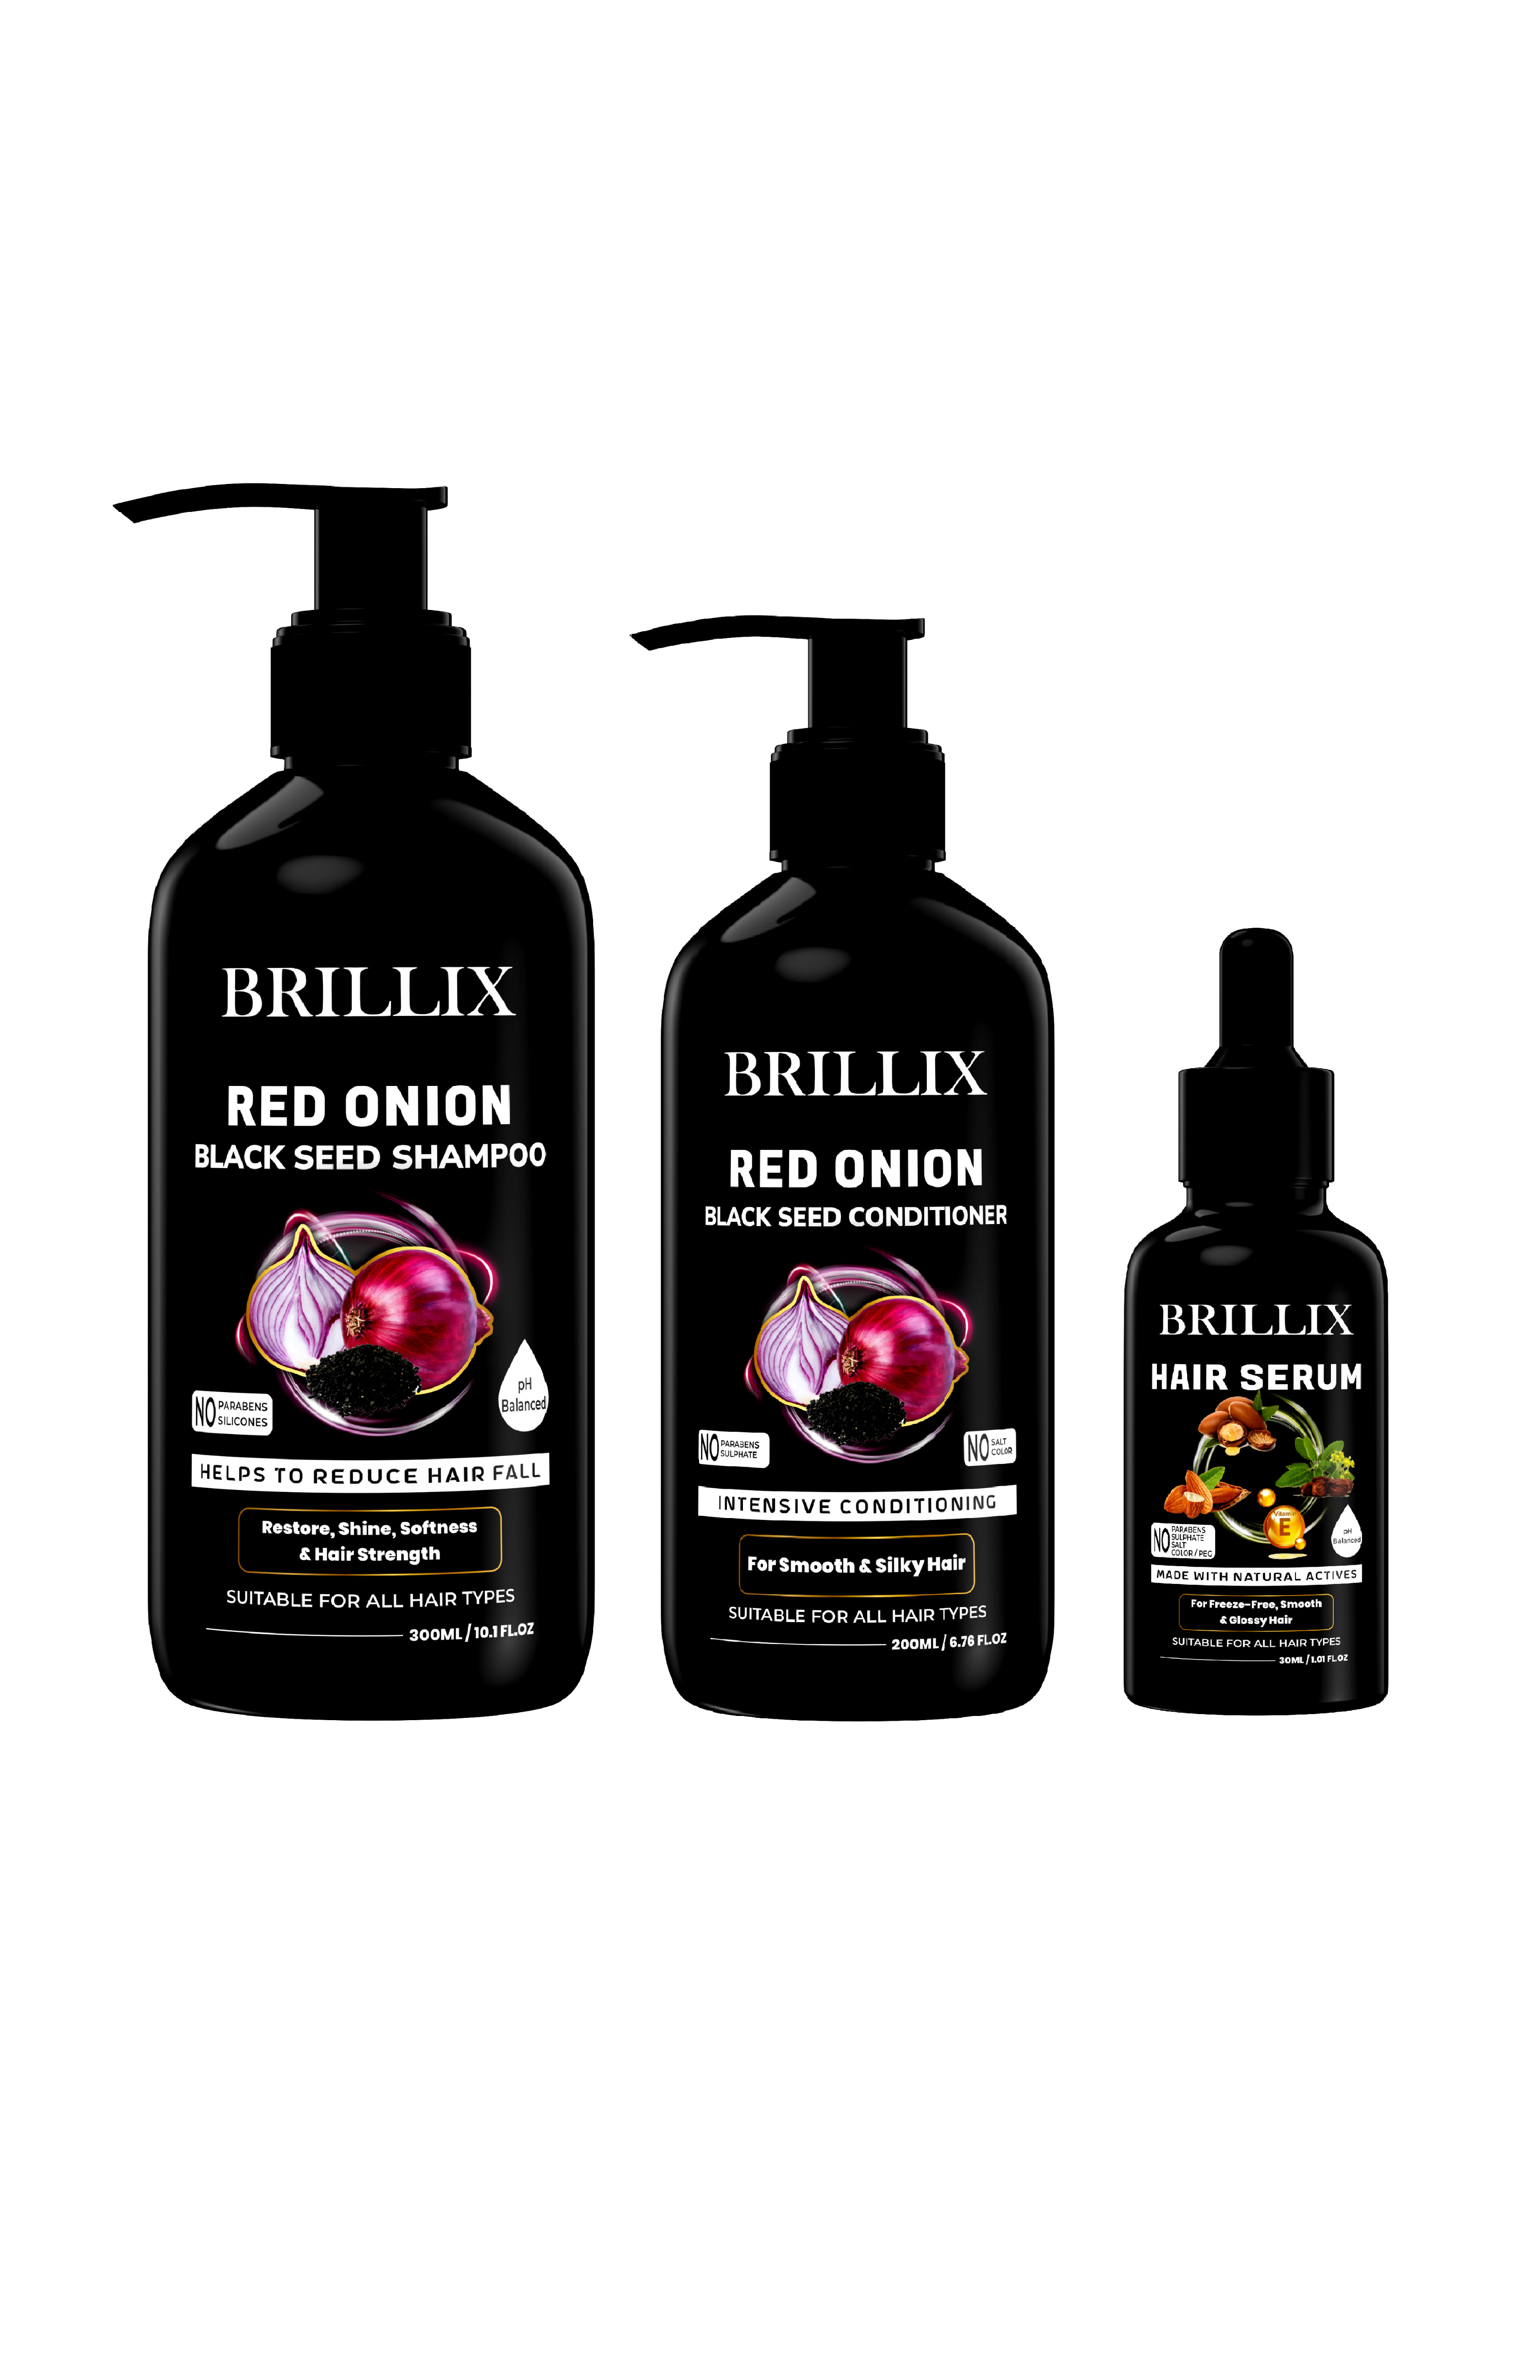 BRILLIX
RED ONION
BLACK SEED SHAMPOO
NO PARABENS
SILICONES
pH
Balanced
HELPS TO REDUCE HAIR FALL
Restore, Shine, Softness
& Hair Strength
SUITABLE FOR ALL HAIR TYPES
300ML / 10.1 FL.OZ
BRILLIX
RED ONION
BLACK SEED CONDITIONER
NO PARABENS
SULPHATE
NO SALT
COLOR
INTENSIVE CONDITIONING
For Smooth & Silky Hair
SUITABLE FOR ALL HAIR TYPES
200ML / 6.76 FL.OZ
BRILLIX
HAIR SERUM
Vitamin
E
NO PARABENS
SULPHATE
SALT
COLOR / PEG
pH
Balanced
MADE WITH NATURAL ACTIVES
For Freeze-Free, Smooth
& Glossy Hair
SUITABLE FOR ALL HAIR TYPES
30ML / 1.01 FL.OZ